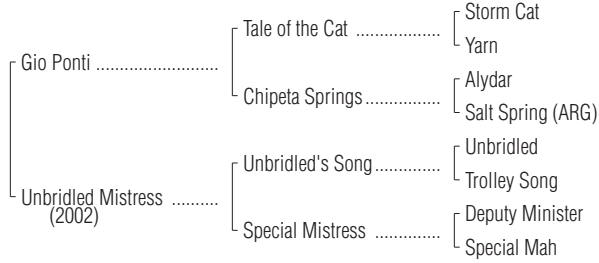 Storm Cat
Tale of the Cat ..................
Yarn
Gio Ponti ..........................
Alydar
Chipeta Springs................
Salt Spring (ARG)
Unbridled
Unbridled's Song..............
Trolley Song
Unbridled Mistress ..........
(2002)
Deputy Minister
Special Mistress ..............
Special Mah